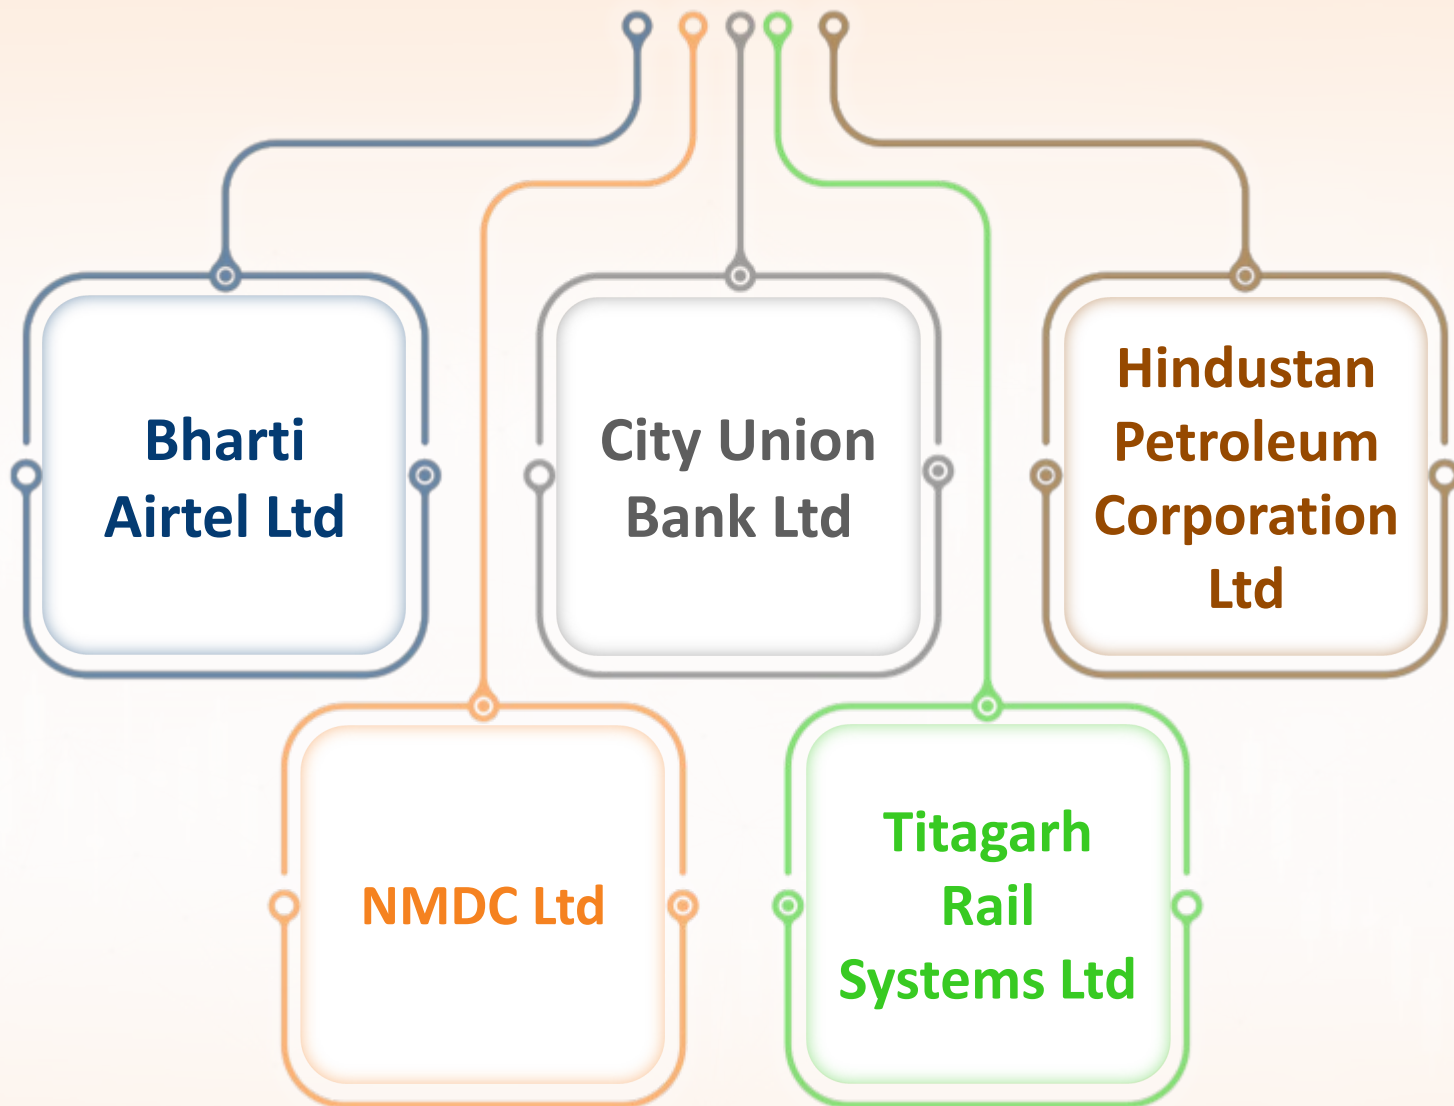 Bharti
Airtel Ltd
City Union
Bank Ltd
Hindustan
Petroleum
Corporation
Ltd
NMDC Ltd
Titagarh
Rail
Systems Ltd